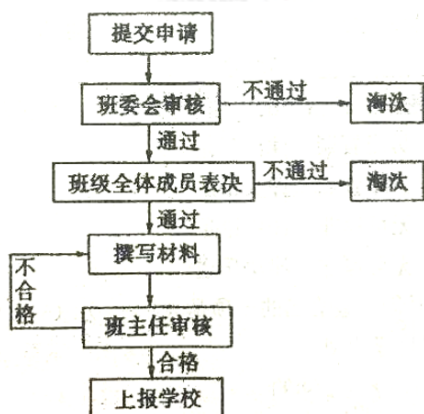 提交申请
班委会审核
不通过
淘汰
通过
班级全体成员表决
不通过
淘汰
通过
撰写材料
不合格
班主任审核
合格
上报学校